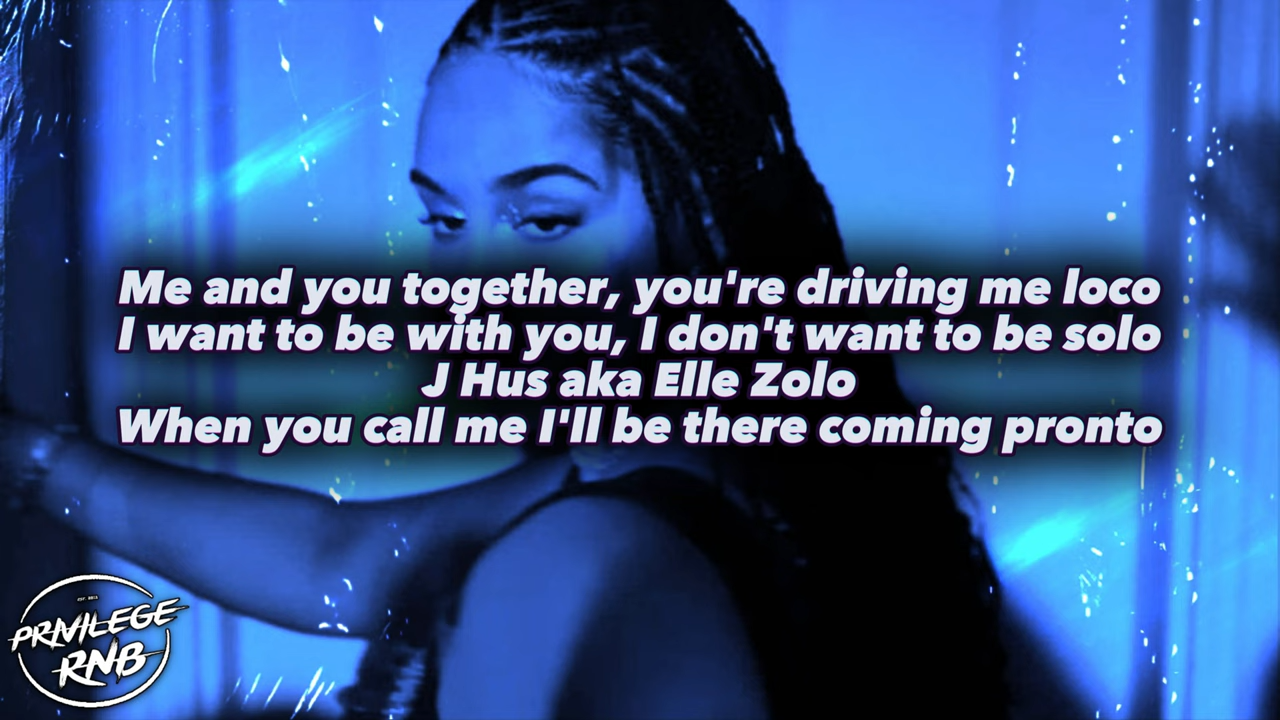 Me and you together, you're driving me loco
I want to be with you, I don't want to be solo
J Hus aka Elle Zolo
When you call me I'll be there coming pronto
PRIVILEGE
RNB